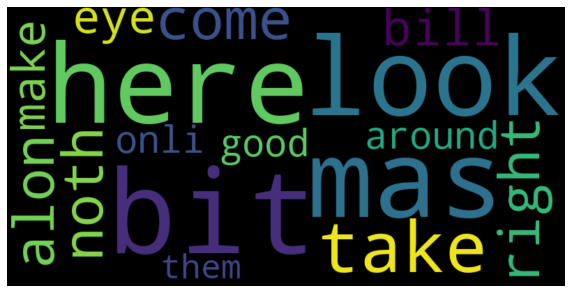 eye come bill
make here look
onli good around
alon noth bit mas right
them take